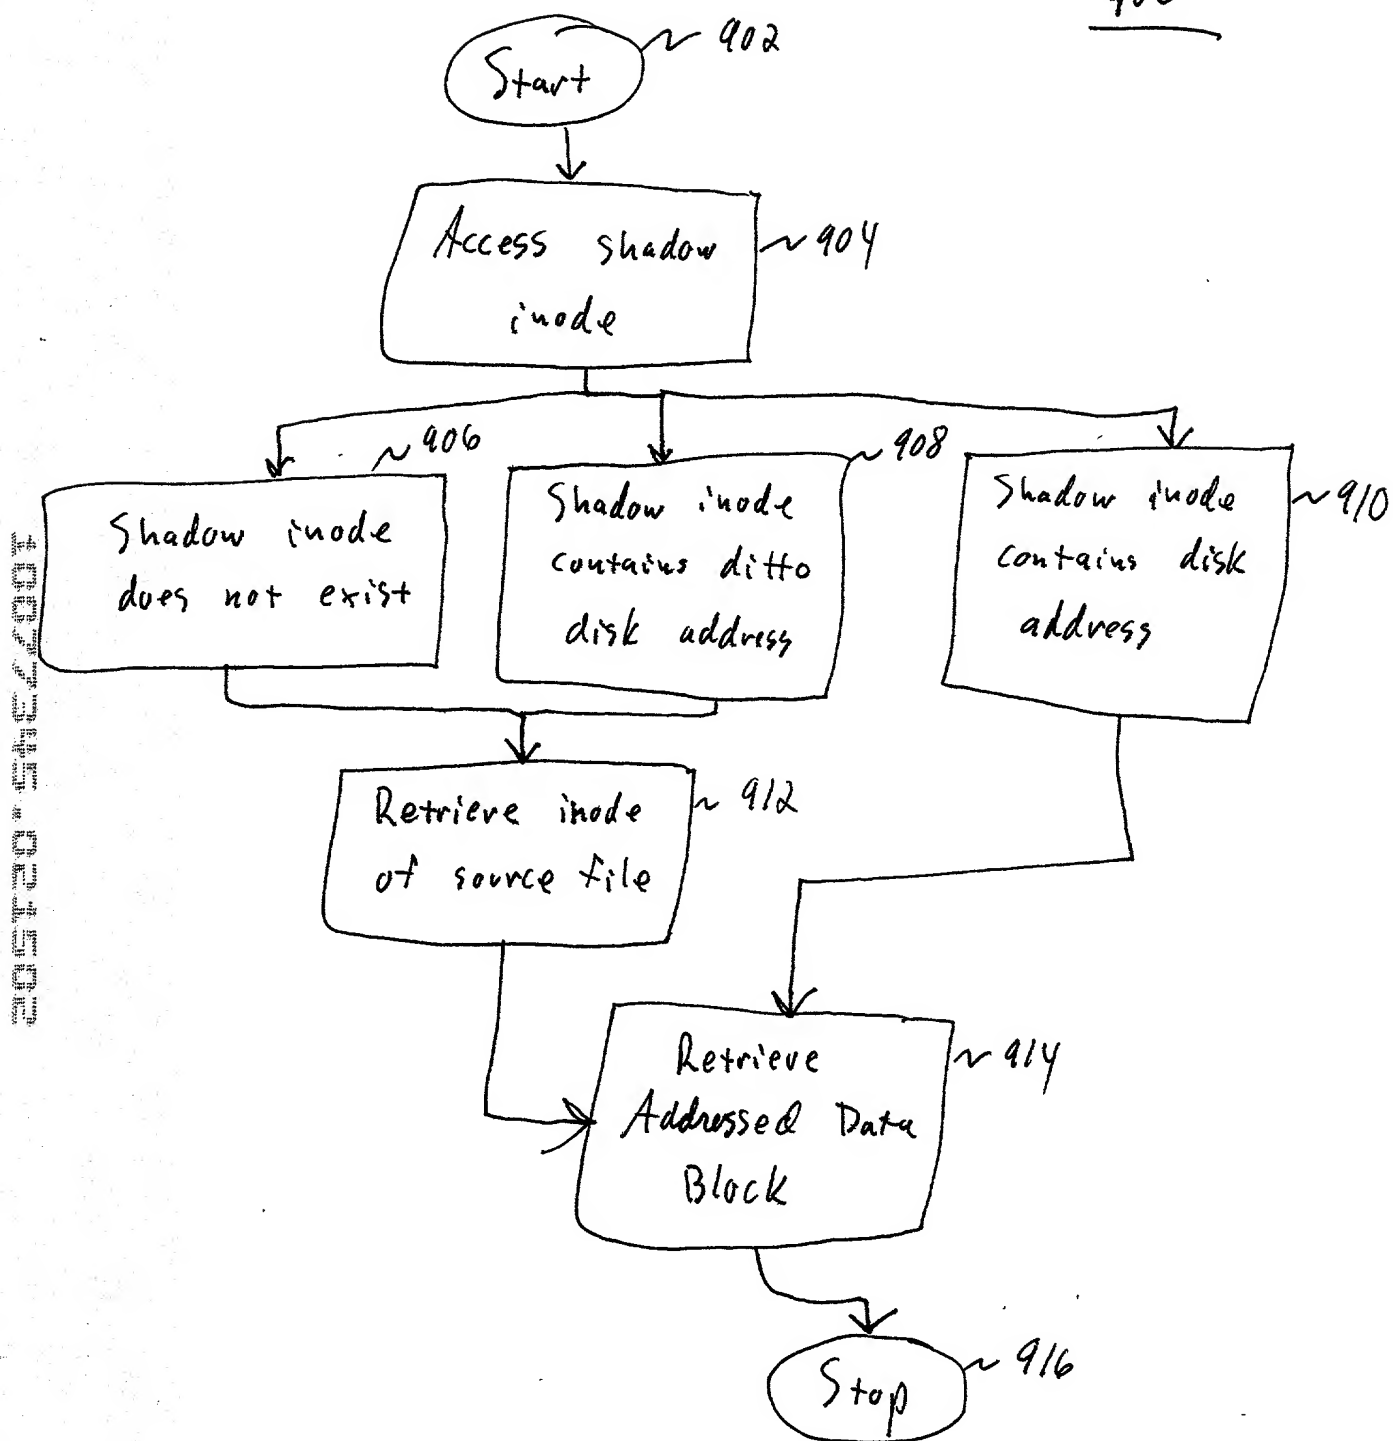 902
Start
Access shadow
inode
904
906
Shadow inode
does not exist
908
Shadow inode
contains ditto
disk address
Shadow inode
contains disk
address
910
Retrieve inode
of source file
912
Retrieve
Addressed Data
Block
914
Stop
916
10077345.021502